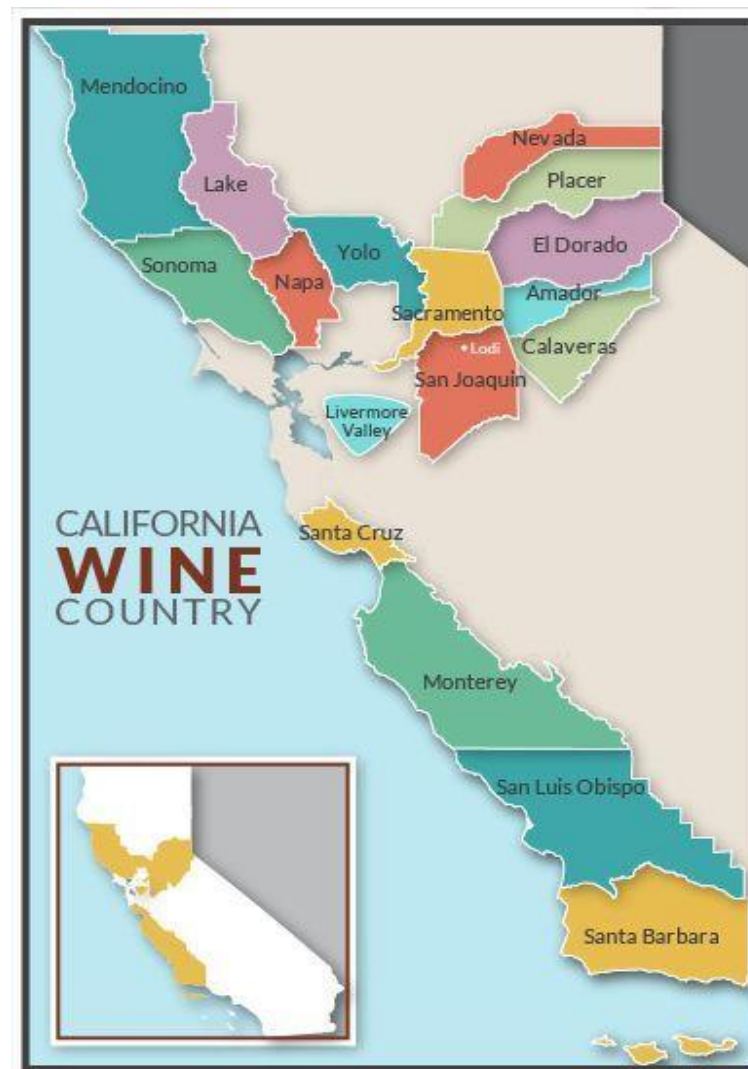 Mendocino
Nevada
Placer
Lake
El Dorado
Yolo
Sonoma
Napa
Amador
Sacramento
Calaveras
Lodi
San Joaquin
Livermore
Valley
CALIFORNIA
WINE
COUNTRY
Santa Cruz
Monterey
San Luis Obispo
Santa Barbara